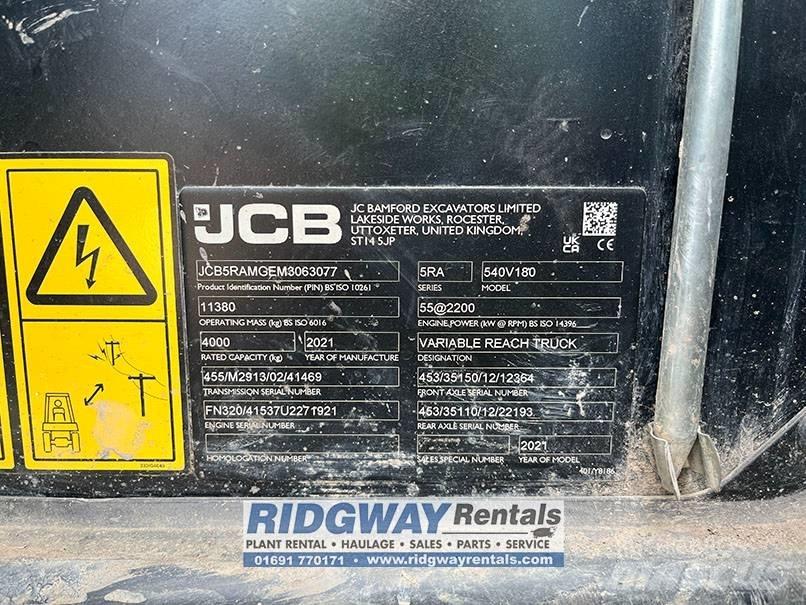 JCB
JC BAMFORD EXCAVATORS LIMITED
LAKESIDE WORKS, ROCESTER,
UTTOXETER, UNITED KINGDOM,
ST14 5JP
UK
CA
CE
JCB5RAMGEM3063077
5RA
540V180
Product Identification Number (PIN) BS ISO 10261
SERIES
MODEL
11380
55@2200
OPERATING MASS (kg) BS ISO 6016
ENGINE POWER (kW @ RPM) BS ISO 14396
4000
2021
VARIABLE REACH TRUCK
RATED CAPACITY (kg)
YEAR OF MANUFACTURE
DESIGNATION
455/M2913/02/41469
453/35150/12/12364
TRANSMISSION SERIAL NUMBER
FRONT AXLE SERIAL NUMBER
FN320/41537U2271921
453/35110/12/22193
ENGINE SERIAL NUMBER
REAR AXLE SERIAL NUMBER
2021
HOMOLOGATION NUMBER
SALES SPECIAL NUMBER
YEAR OF MODEL
401/Y8186
RIDGWAY Rentals
PLANT RENTAL • HAULAGE • SALES • PARTS • SERVICE
01691 770171 • www.ridgwayrentals.com